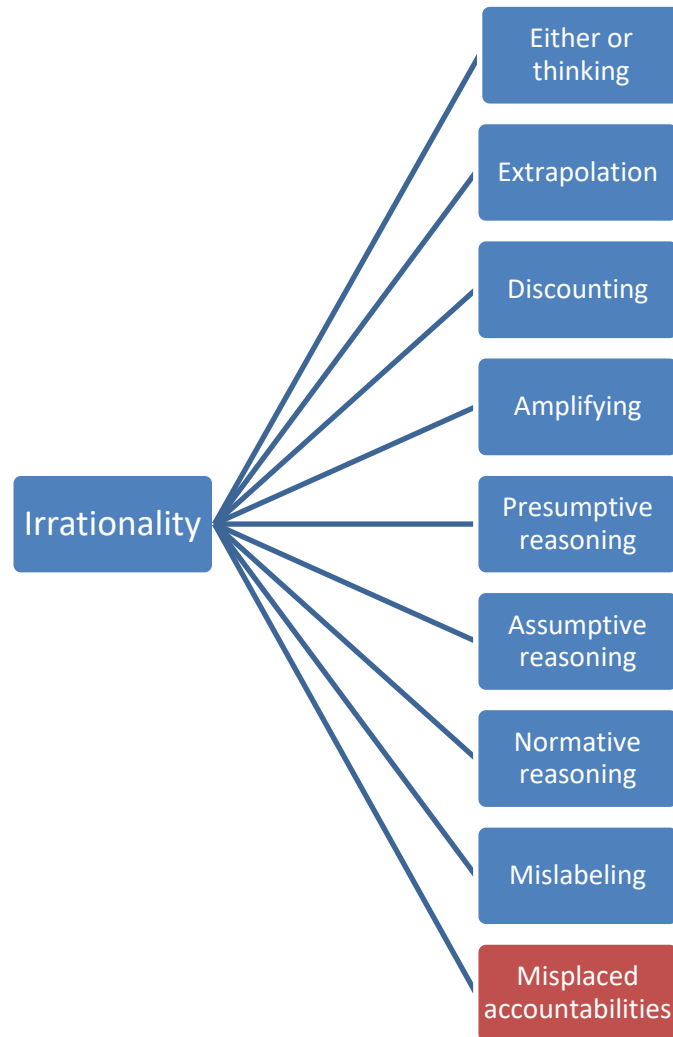 Either or
thinking
Extrapolation
Discounting
Amplifying
Irrationality
Presumptive
reasoning
Assumptive
reasoning
Normative
reasoning
Mislabeling
Misplaced
accountabilities